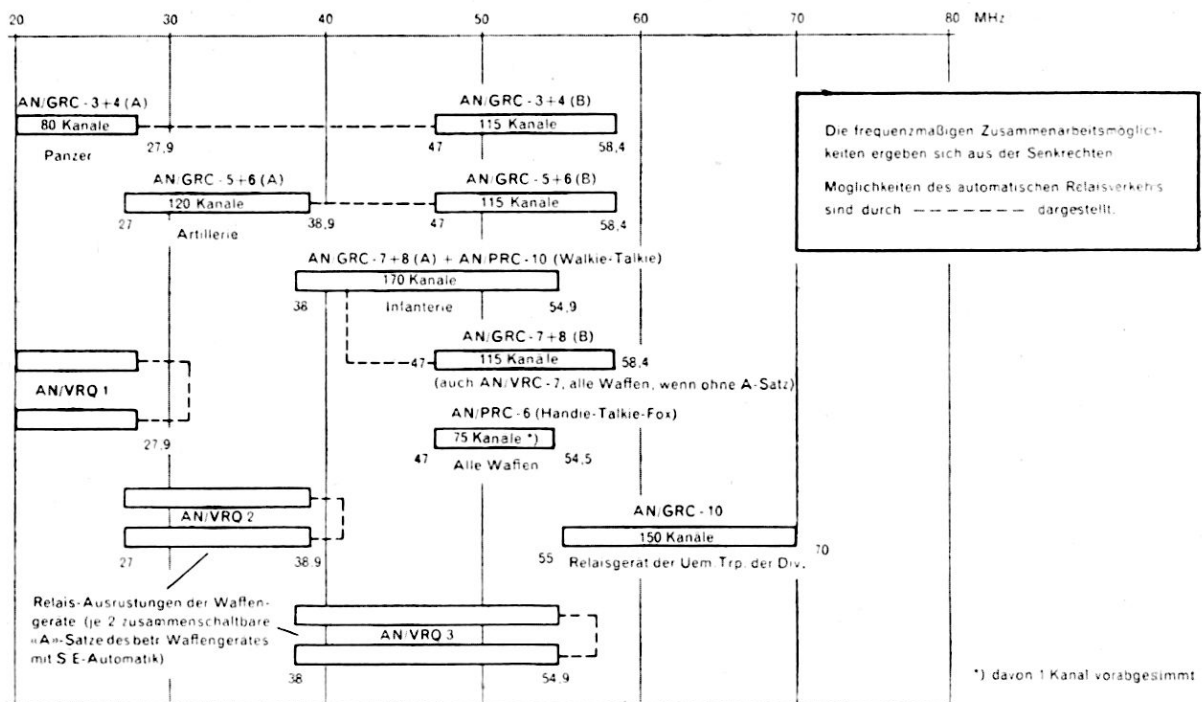 20 30 40 50 60 70 80 MHz
AN/GRC-3+4 (A)
80 Kanale
27,9
Panzer
AN/GRC-3+4 (B)
115 Kanale
47 58,4
AN/GRC-5+6 (A)
120 Kanale
27 38,9
Artillerie
AN/GRC-5+6 (B)
115 Kanale
47 58,4
Die frequenzmäßigen Zusammenarbeitsmöglich-
keiten ergeben sich aus der Senkrechten
Moglichkeiten des automatischen Relaisverkehrs
sind durch ------- dargestellt.
AN/GRC-7+8 (A) + AN/PRC-10 (Walkie-Talkie)
170 Kanale
38 Infanterie 54,9
AN/GRC-7+8 (B)
47 115 Kanale 58,4
(auch AN/VRC-7, alle Waffen, wenn ohne A-Satz)
AN/VRQ 1
27,9
AN/PRC-6 (Handie-Talkie-Fox)
75 Kanale *)
47 Alle Waffen 54,5
AN/VRQ 2
27 38,9
AN/GRC-10
150 Kanäle
55 70
Relaisgerät der Uem. Trp. der Div.
Relais-Ausrustungen der Waffen-
gerate (je 2 zusammenschaltbare
«A»-Satze des betr. Waffengerates
mit S E-Automatik)
AN/VRQ 3
38 54,9
*) davon 1 Kanal vorabgesimmt